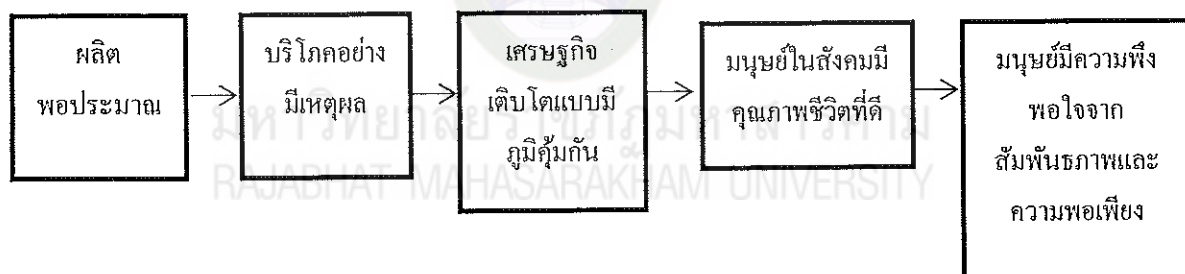 ผลิต
พอประมาณ
บริโภคอย่าง
มีเหตุผล
เศรษฐกิจ
เติบโตแบบมี
ภูมิคุ้มกัน
มนุษย์ในสังคมมี
คุณภาพชีวิตที่ดี
มนุษย์มีความพึง
พอใจจาก
สัมพันธภาพและ
ความพอเพียง
มหาวิทยาลัยราชภัฏมหาสารคาม
RAJABHAT MAHASARAKHAM UNIVERSITY